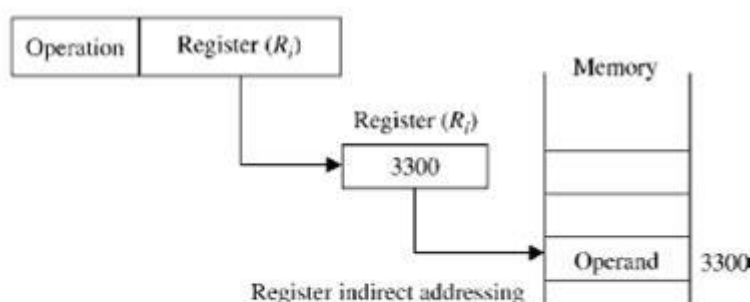 Operation
Register (Ri)
Memory
Register (Ri)
3300
Operand
3300
Register indirect addressing